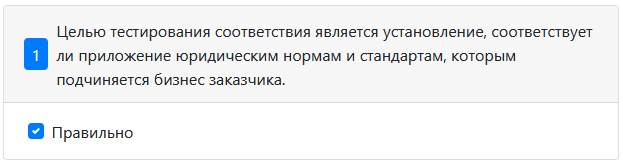 Целью тестирования соответствия является установление, соответствует
1 ли приложение юридическим нормам и стандартам, которым
подчиняется бизнес заказчика.
Правильно